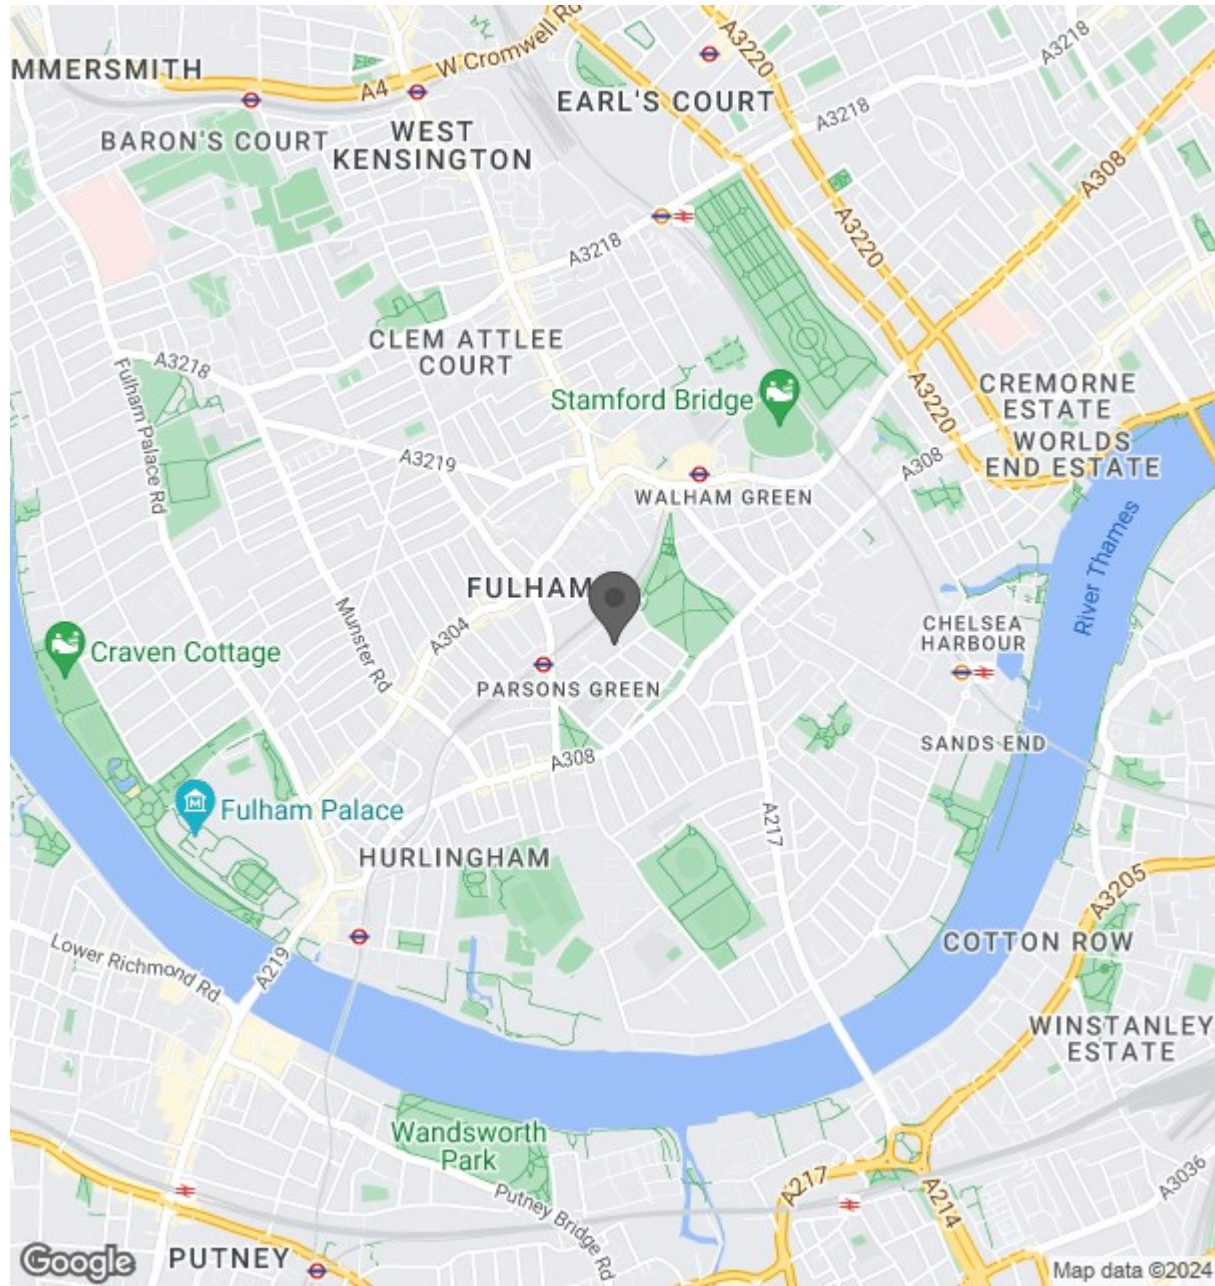 MMERSMITH
A4
W Cromwell Rd
A3220
A3218
EARL'S COURT
A3218
BARON'S COURT
WEST
KENSINGTON
A308
A3220
A3218
CLEM ATTLEE
COURT
A3218
Fulham Palace Rd
Stamford Bridge
A3220
CREMORNE
ESTATE
WORLDS
END ESTATE
A3219
A308
WALHAM GREEN
River Thames
FULHAM
Munster Rd
A304
CHELSEA
HARBOUR
Craven Cottage
PARSONS GREEN
SANDS END
A308
Fulham Palace
A217
HURLINGHAM
A3205
COTTON ROW
Lower Richmond Rd
A219
WINSTANLEY
ESTATE
Wandsworth
Park
Putney Bridge Rd
A217
A214
A3036
PUTNEY
Google
Map data ©2024